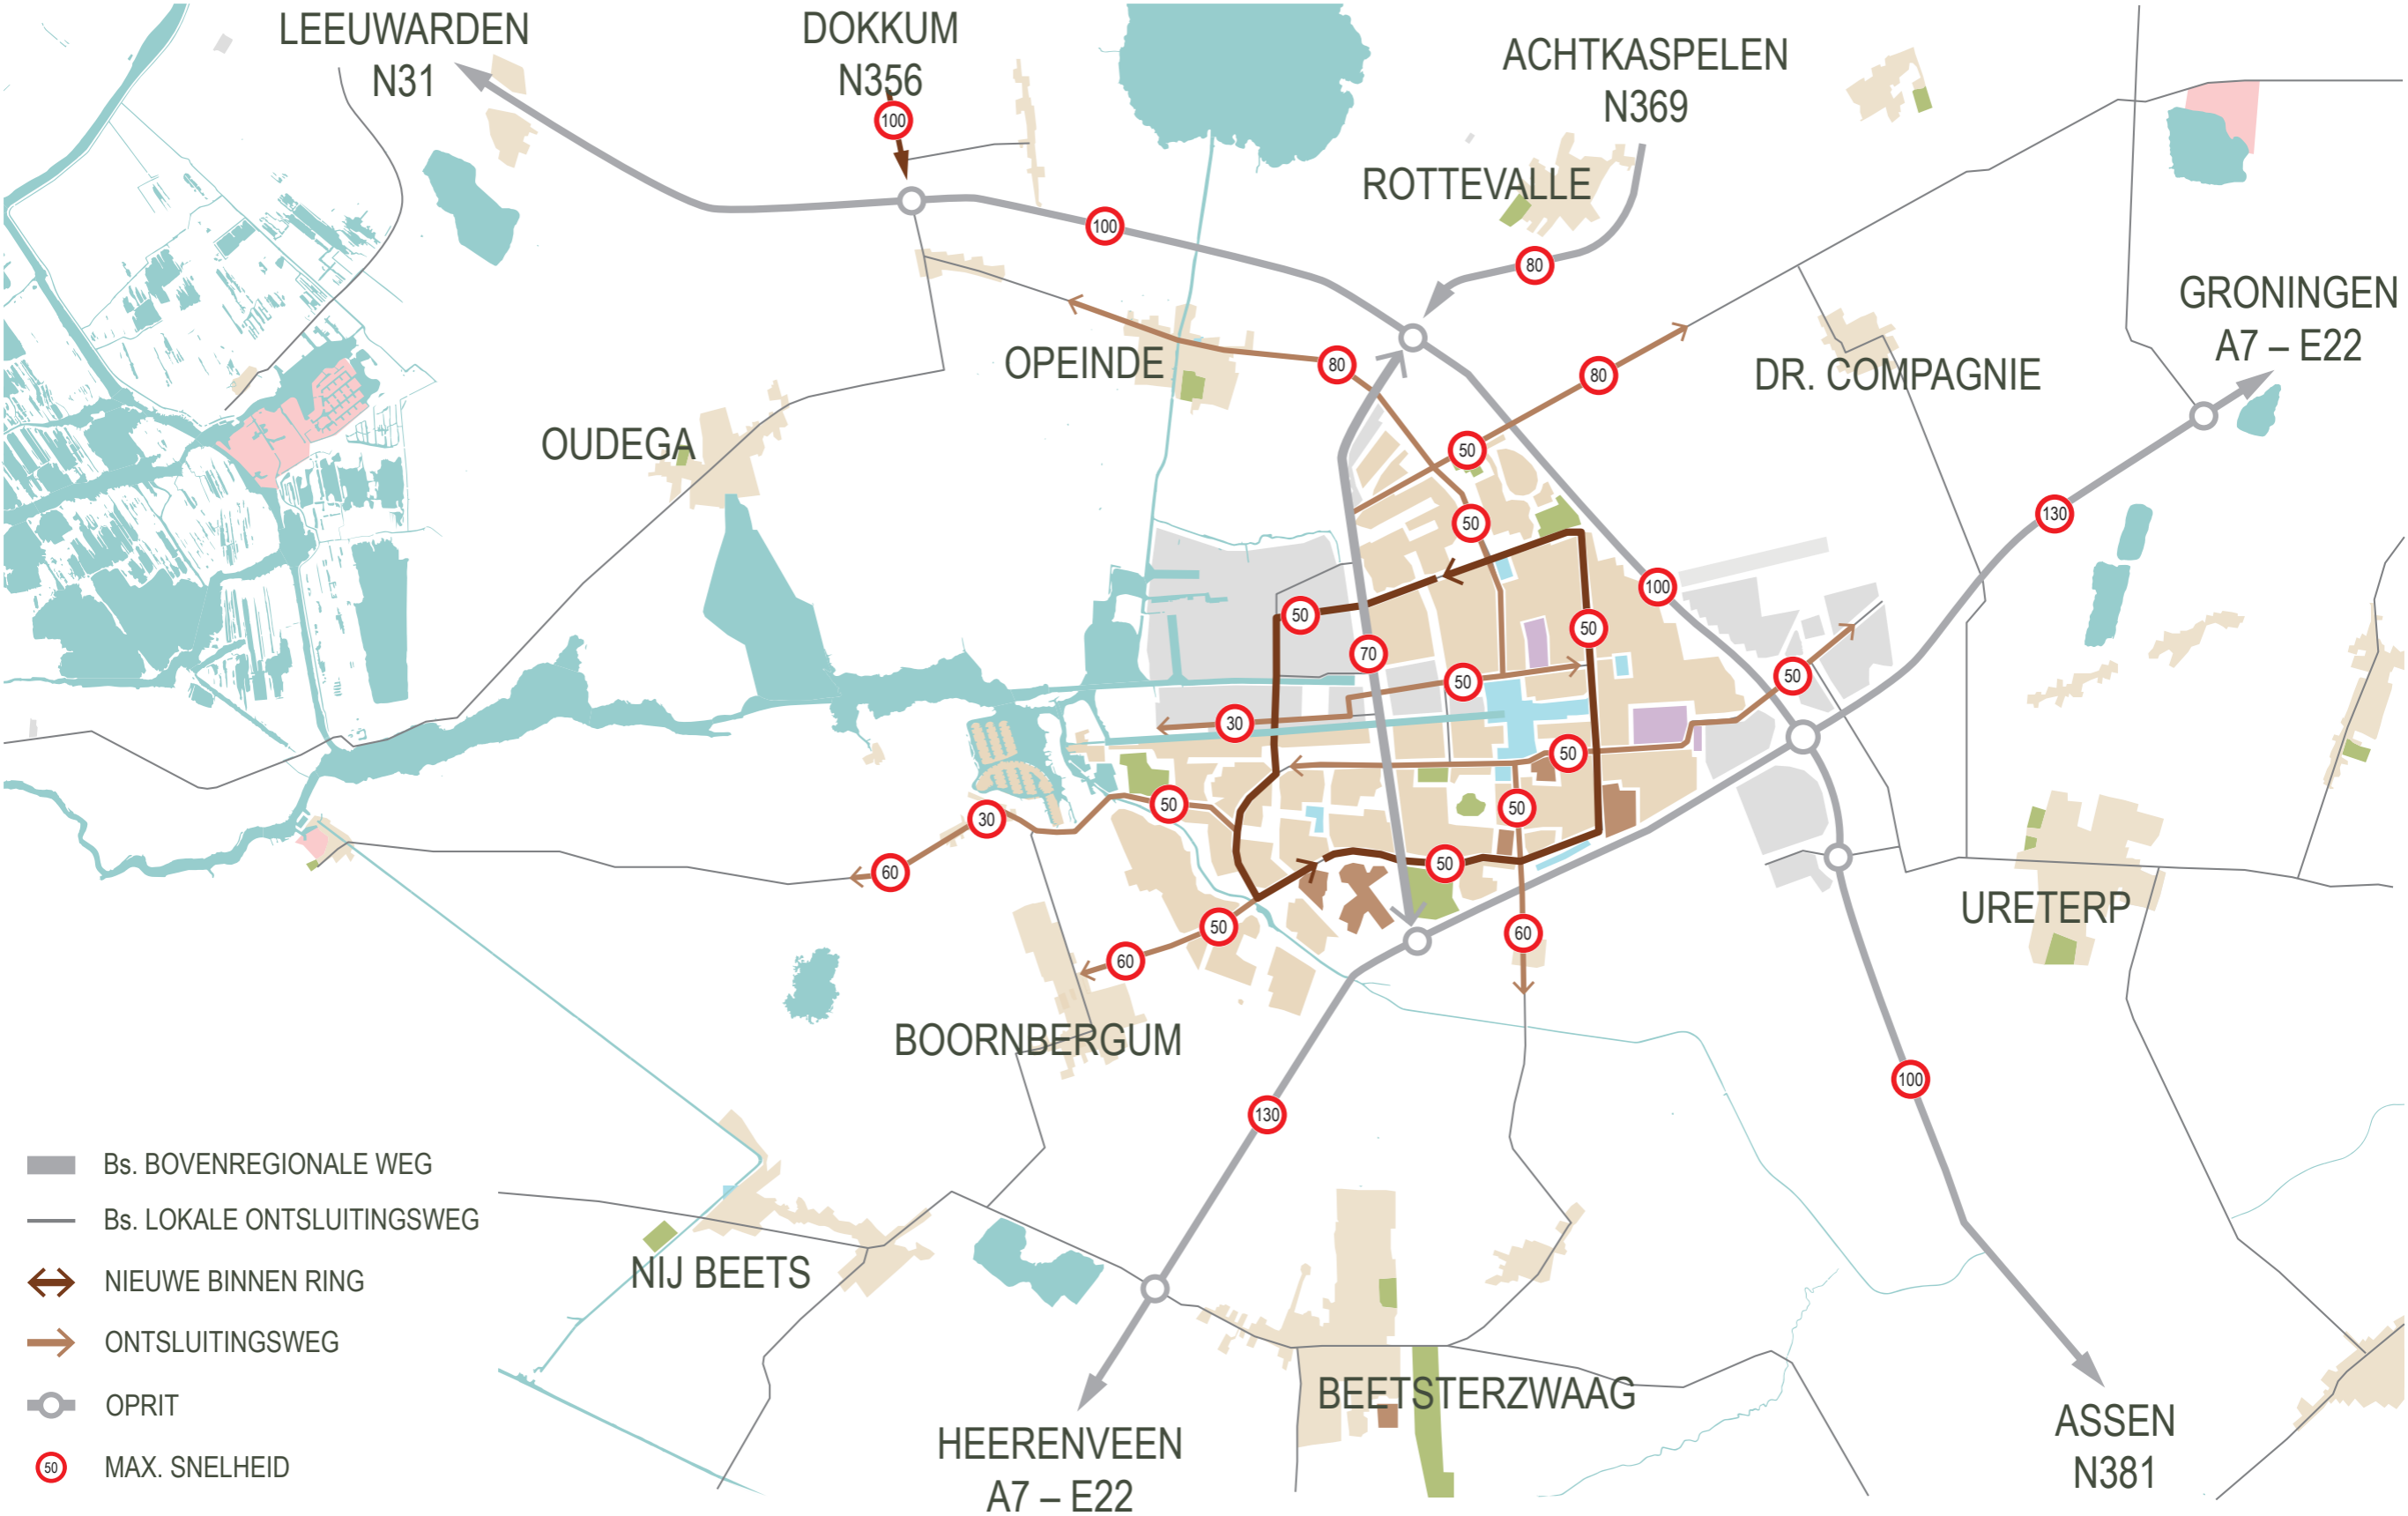 LEEUWARDEN
N31
DOKKUM
N356
100
ACHTKASPELEN
N369
ROTTEVALLE
100
80
GRONINGEN
A7 – E22
OPEINDE
80
80
DR. COMPAGNIE
OUDEGA
50
130
50
100
50
50
70
50
50
30
50
50
50
30
50
60
URETERP
50
60
60
BOORNBERGUM
100
130
Bs. BOVENREGIONALE WEG
Bs. LOKALE ONTSLUITINGSWEG
NIEUWE BINNEN RING
ONTSLUITINGSWEG
OPRIT
50
MAX. SNELHEID
NIJ BEETS
BEETSTERZWAAG
HEERENVEEN
A7 – E22
ASSEN
N381